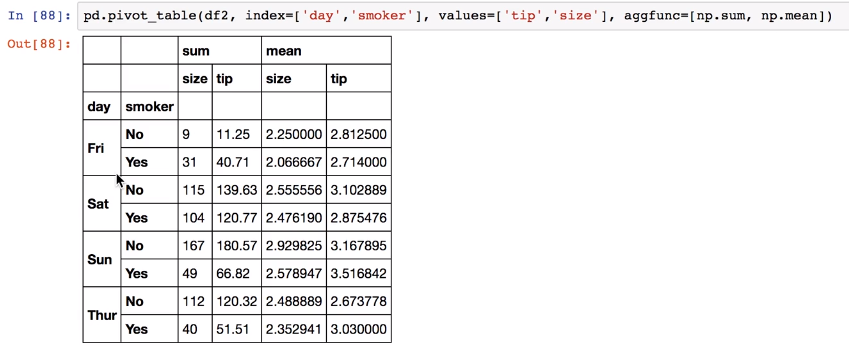 In [88]: pd.pivot_table(df2, index=['day','smoker'], values=['tip','size'], aggfunc=[np.sum, np.mean])
Out[88]:
sum mean
size tip size tip
day smoker
Fri No 9 11.25 2.250000 2.812500
Yes 31 40.71 2.066667 2.714000
Sat No 115 139.63 2.555556 3.102889
Yes 104 120.77 2.476190 2.875476
Sun No 167 180.57 2.929825 3.167895
Yes 49 66.82 2.578947 3.516842
Thur No 112 120.32 2.488889 2.673778
Yes 40 51.51 2.352941 3.030000